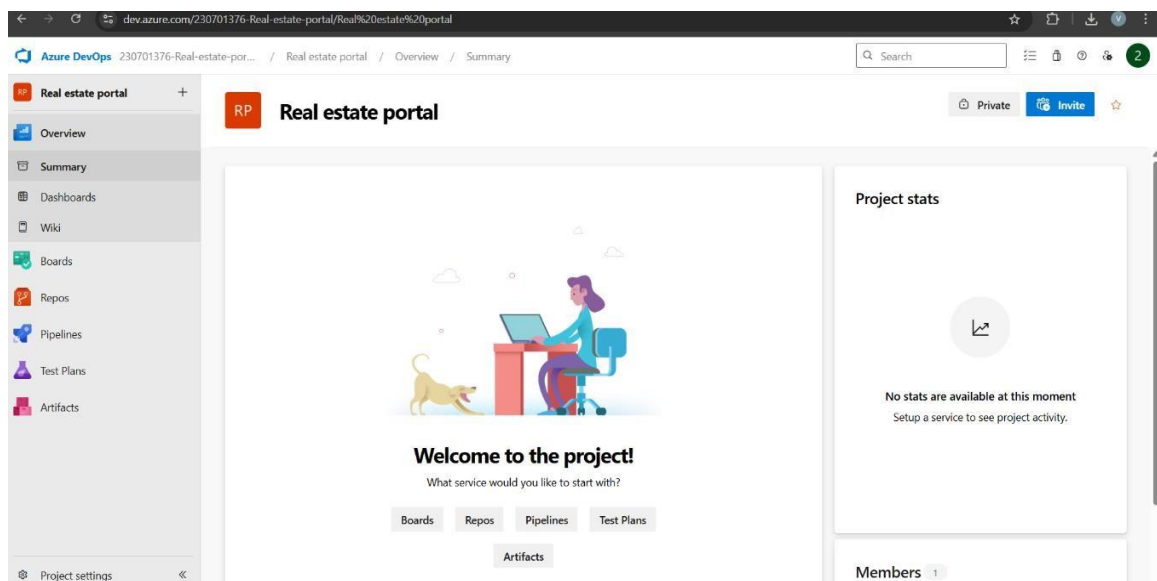 dev.azure.com/230701376-Real-estate-portal/Real%20estate%20portal
V
Azure DevOps 230701376-Real-estate-por... / Real estate portal / Overview / Summary
Search
2
RP Real estate portal +
RP Real estate portal
Private
Invite
Overview
Summary
Dashboards
Wiki
Boards
Repos
Pipelines
Test Plans
Artifacts
Project settings
Welcome to the project!
What service would you like to start with?
Boards Repos Pipelines Test Plans
Artifacts
Project stats
No stats are available at this moment
Setup a service to see project activity.
Members 1